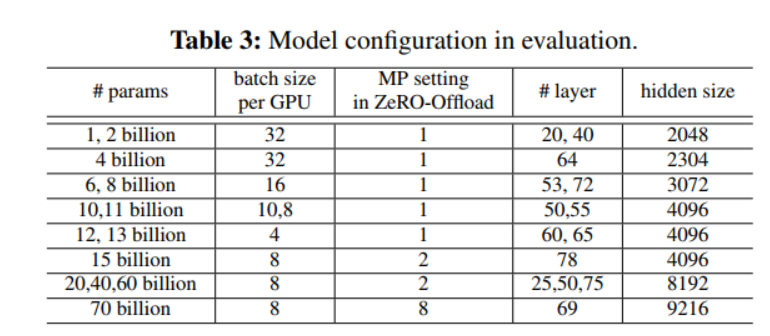 Table 3: Model configuration in evaluation.
# params batch size per GPU MP setting in ZeRO-Offload # layer hidden size
1, 2 billion 32 1 20, 40 2048
4 billion 32 1 64 2304
6, 8 billion 16 1 53, 72 3072
10,11 billion 10,8 1 50,55 4096
12, 13 billion 4 1 60, 65 4096
15 billion 8 2 78 4096
20,40,60 billion 8 2 25,50,75 8192
70 billion 8 8 69 9216